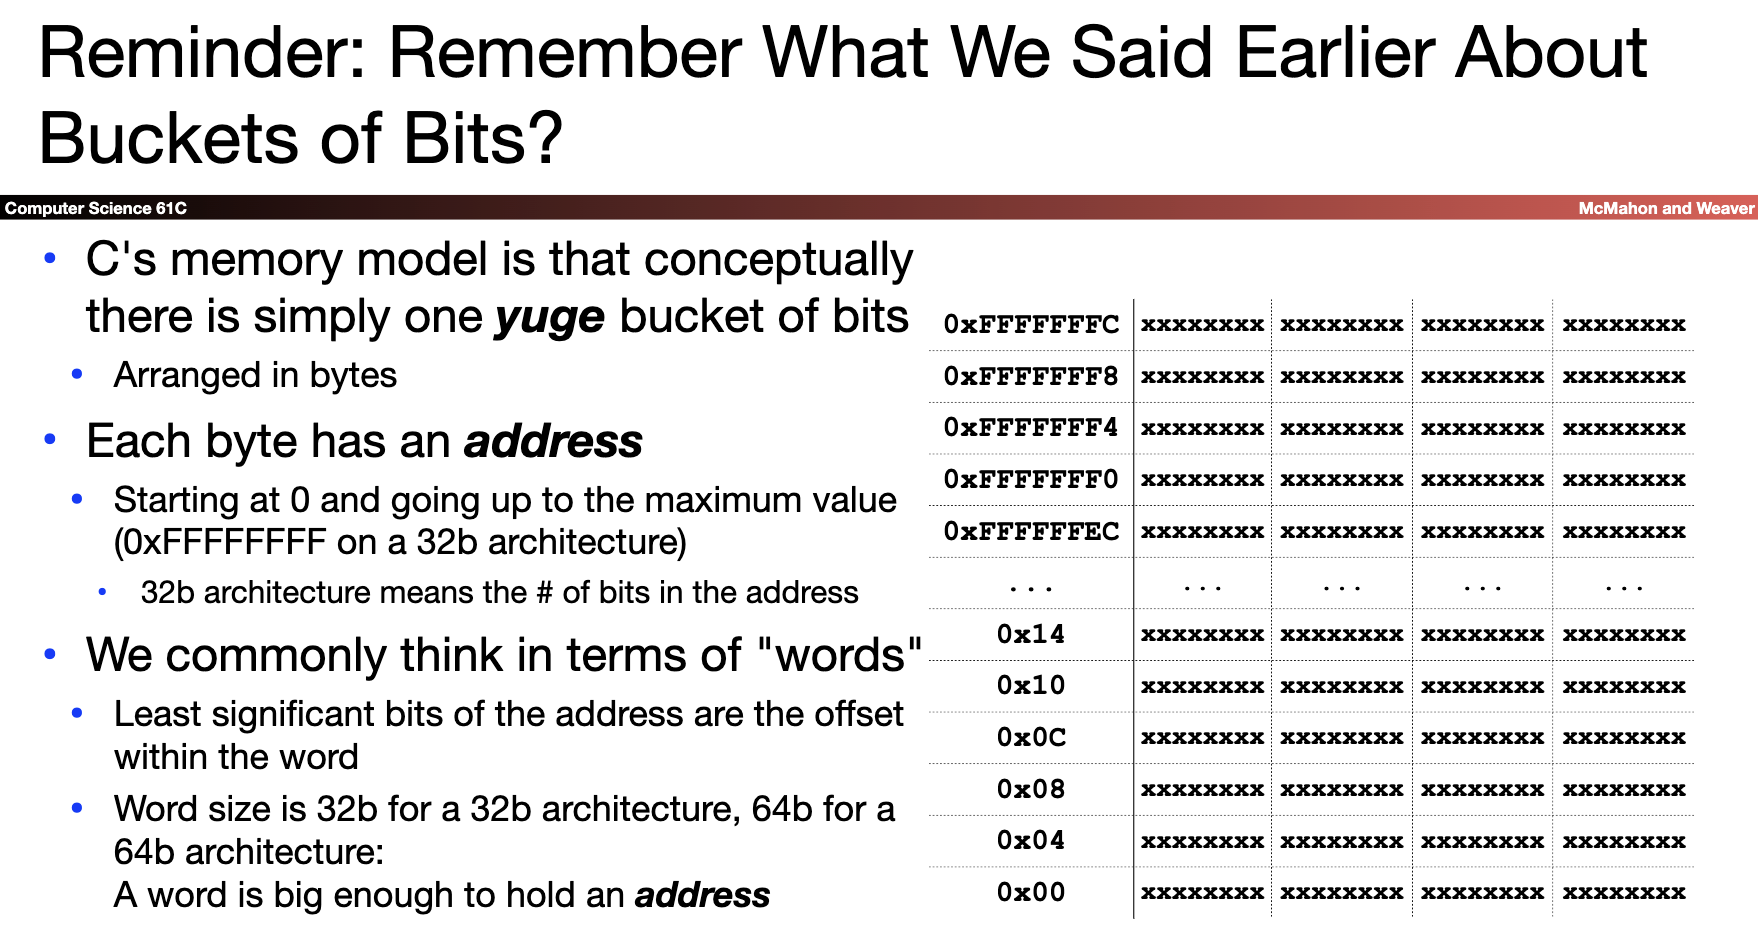 Reminder: Remember What We Said Earlier About
Buckets of Bits?
Computer Science 61C
McMahon and Weaver
• C's memory model is that conceptually
there is simply one yuge bucket of bits
• Arranged in bytes
• Each byte has an address
• Starting at 0 and going up to the maximum value
(0xFFFFFFFF on a 32b architecture)
• 32b architecture means the # of bits in the address
• We commonly think in terms of "words"
• Least significant bits of the address are the offset
within the word
• Word size is 32b for a 32b architecture, 64b for a
64b architecture:
A word is big enough to hold an address
0xFFFFFFFC xxxxxxxx xxxxxxxx xxxxxxxx xxxxxxxx
0xFFFFFFF8 xxxxxxxx xxxxxxxx xxxxxxxx xxxxxxxx
0xFFFFFFF4 xxxxxxxx xxxxxxxx xxxxxxxx xxxxxxxx
0xFFFFFFF0 xxxxxxxx xxxxxxxx xxxxxxxx xxxxxxxx
0xFFFFFFEC xxxxxxxx xxxxxxxx xxxxxxxx xxxxxxxx
... ... ... ... ...
0x14 xxxxxxxx xxxxxxxx xxxxxxxx xxxxxxxx
0x10 xxxxxxxx xxxxxxxx xxxxxxxx xxxxxxxx
0x0C xxxxxxxx xxxxxxxx xxxxxxxx xxxxxxxx
0x08 xxxxxxxx xxxxxxxx xxxxxxxx xxxxxxxx
0x04 xxxxxxxx xxxxxxxx xxxxxxxx xxxxxxxx
0x00 xxxxxxxx xxxxxxxx xxxxxxxx xxxxxxxx